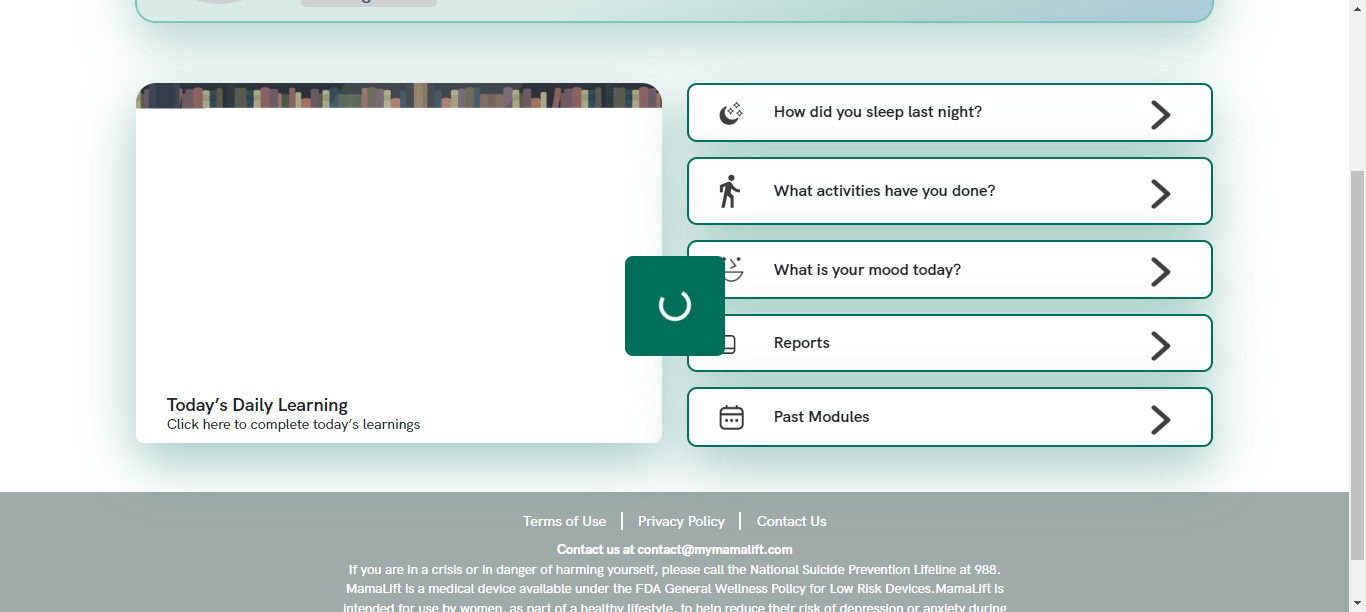 How did you sleep last night?
What activities have you done?
What is your mood today?
Reports
Past Modules
Today’s Daily Learning
Click here to complete today’s learnings
Terms of Use
Privacy Policy
Contact Us
Contact us at contact@mymamalift.com
If you are in a crisis or in danger of harming yourself, please call the National Suicide Prevention Lifeline at 988.
MamaLift is a medical device available under the FDA General Wellness Policy for Low Risk Devices.MamaLift is
intended for use by women, as part of a healthy lifestyle, to help reduce their risk of depression or anxiety during